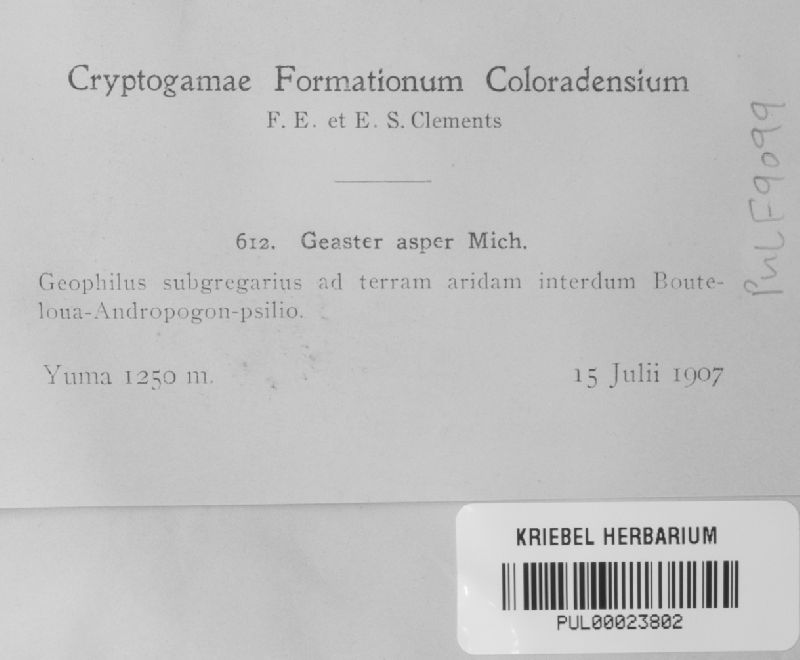 Cryptogamae Formationum Coloradensium
F. E. et E. S. Clements
612. Geaster asper Mich.
Geophilus subgregarius ad terram aridam interdum Boute-
loua-Andropogon-psilio.
Yuma 1250 m. 15 Julii 1907
PUL F9099
KRIEBEL HERBARIUM
PUL00023802